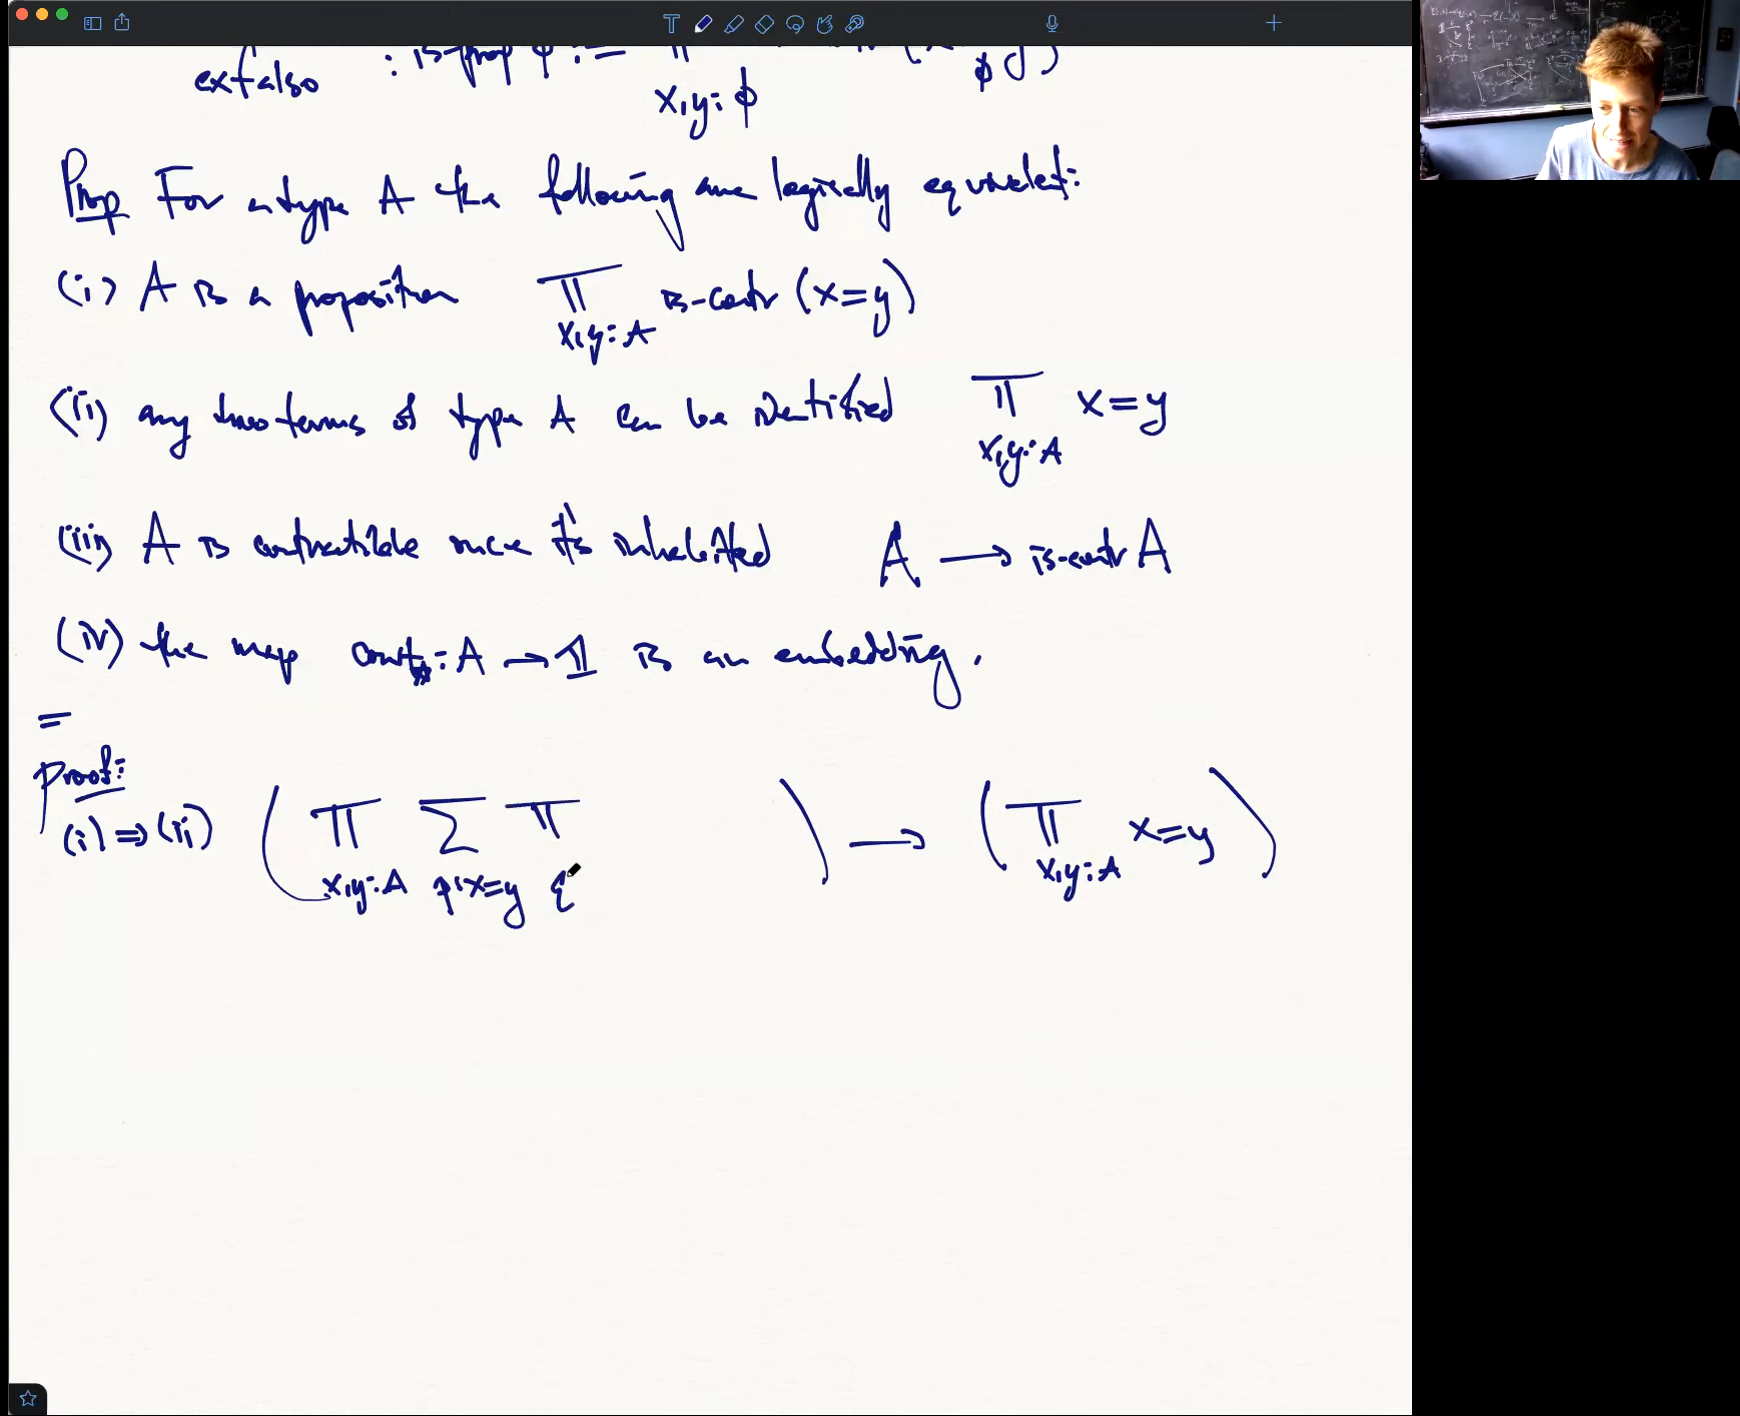 exfalso : is-prop φ := Π
x,y:φ φ
Prop For a type A the following are logically equivalent:
(i) A is a proposition Π is-contr (x=y)
x,y:A
(ii) any two terms of type A can be identified Π x=y
x,y:A
(iii) A is contractible once it's inhabited A → is-contr A
(iv) the map const⋆ : A → 𝟙 is an embedding.
=
Proof:
(i) ⇒ (ii) ( Π Σ Π ) → ( Π x=y )
x,y:A p:x=y x,y:A